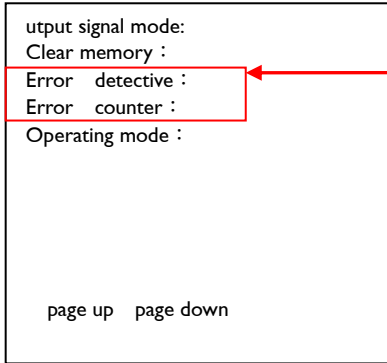 utput signal mode:
Clear memory：
Error detective：
Error counter：
Operating mode：
page up page down